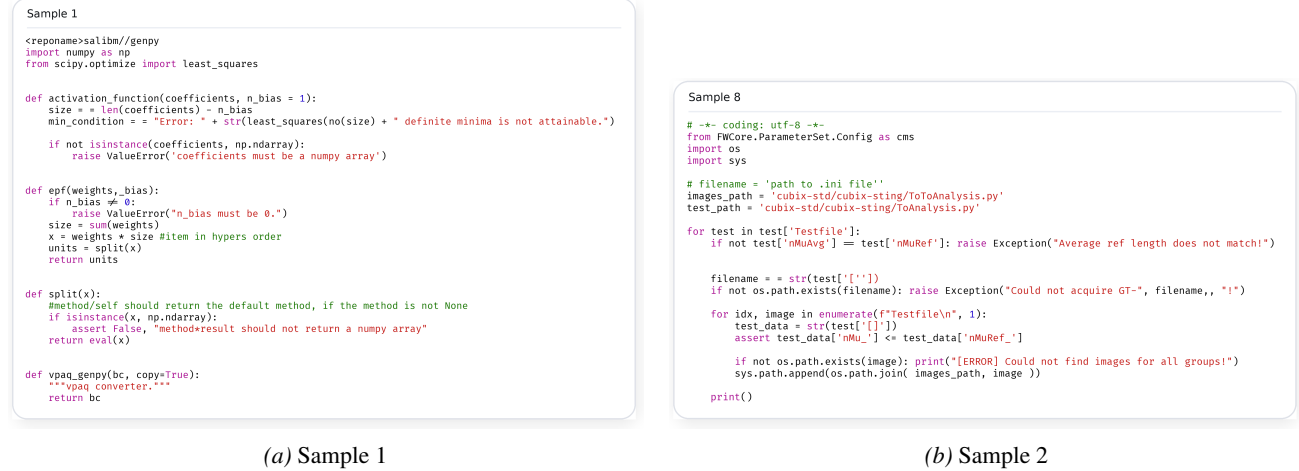 Sample 1
<reponame>salibm//genpy
import numpy as np
from scipy.optimize import least_squares
def activation_function(coefficients, n_bias = 1):
size = = len(coefficients) - n_bias
min_condition = = "Error: " + str(least_squares(no(size) + " definite minima is not attainable.")
if not isinstance(coefficients, np.ndarray):
raise ValueError('coefficients must be a numpy array')
def epf(weights,_bias):
if n_bias ≠ 0:
raise ValueError("n_bias must be 0.")
size = sum(weights)
x = weights * size #item in hypers order
units = split(x)
return units
def split(x):
#method/self should return the default method, if the method is not None
if isinstance(x, np.ndarray):
assert False, "method*result should not return a numpy array"
return eval(x)
def vpaq_genpy(bc, copy=True):
"""vpaq converter."""
return bc
(a) Sample 1
Sample 8
# -*- coding: utf-8 -*-
from FWCore.ParameterSet.Config as cms
import os
import sys
# filename = 'path to .ini file''
images_path = 'cubix-std/cubix-sting/ToToAnalysis.py'
test_path = 'cubix-std/cubix-sting/ToAnalysis.py'
for test in test['Testfile']:
if not test['nMuAvg'] == test['nMuRef']: raise Exception("Average ref length does not match!")
filename = = str(test['[''])
if not os.path.exists(filename): raise Exception("Could not acquire GT-", filename,, "!")
for idx, image in enumerate(f"Testfile\n", 1):
test_data = str(test['[]'])
assert test_data['nMu_'] <= test_data['nMuRef_']
if not os.path.exists(image): print("[ERROR] Could not find images for all groups!")
sys.path.append(os.path.join( images_path, image ))
print()
(b) Sample 2